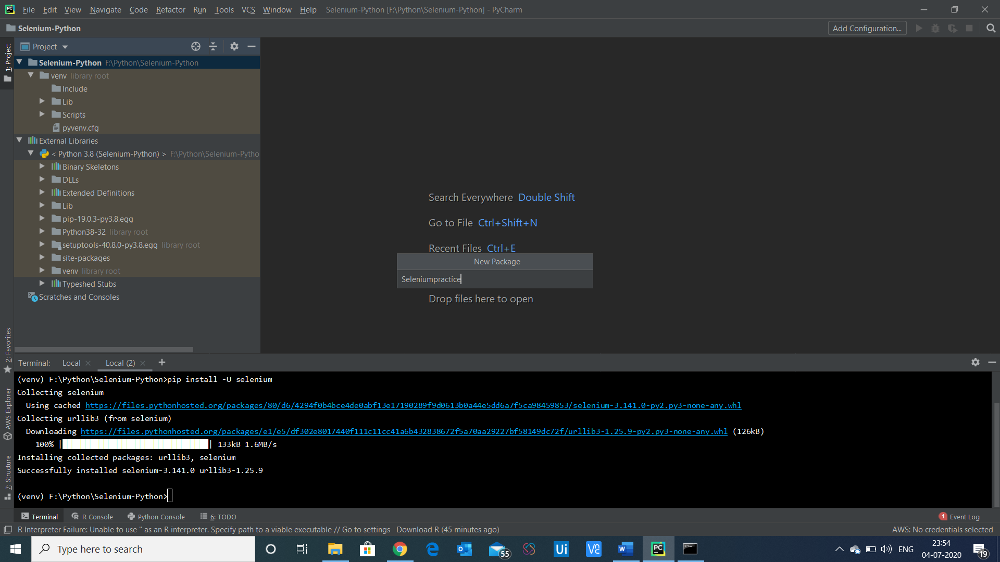 PC File Edit View Navigate Code Refactor Run Tools VCS Window Help Selenium-Python [F:\Python\Selenium-Python] - PyCharm
Selenium-Python
Add Configuration...
1: Project
Project
Selenium-Python F:\Python\Selenium-Python
venv library root
Include
Lib
Scripts
pyvenv.cfg
External Libraries
< Python 3.8 (Selenium-Python) > F:\Python\Selenium-Pytho
Binary Skeletons
DLLs
Extended Definitions
Lib
pip-19.0.3-py3.8.egg
Python38-32 library root
setuptools-40.8.0-py3.8.egg library root
site-packages
venv library root
Typeshed Stubs
Scratches and Consoles
Search Everywhere Double Shift
Go to File Ctrl+Shift+N
Recent Files Ctrl+E
New Package
Seleniumpractice
Drop files here to open
2: Favorites
AWS Explorer
7: Structure
Terminal: Local Local (2)
(venv) F:\Python\Selenium-Python>pip install -U selenium
Collecting selenium
Using cached https://files.pythonhosted.org/packages/80/d6/4294f0b4bce4de0abf13e17190289f9d0613b0a44e5dd6a7f5ca98459853/selenium-3.141.0-py2.py3-none-any.whl
Collecting urllib3 (from selenium)
Downloading https://files.pythonhosted.org/packages/e1/e5/df302e8017440f111c11cc41a6b432838672f5a70aa29227bf58149dc72f/urllib3-1.25.9-py2.py3-none-any.whl (126kB)
100% || 133kB 1.6MB/s
Installing collected packages: urllib3, selenium
Successfully installed selenium-3.141.0 urllib3-1.25.9
(venv) F:\Python\Selenium-Python>
Terminal R Console Python Console 6: TODO
1 Event Log
R Interpreter Failure: Unable to use '' as an R interpreter. Specify path to a viable executable // Go to settings Download R (45 minutes ago)
AWS: No credentials selected
Type here to search
55
Ui
PC
ENG
23:54
04-07-2020
19